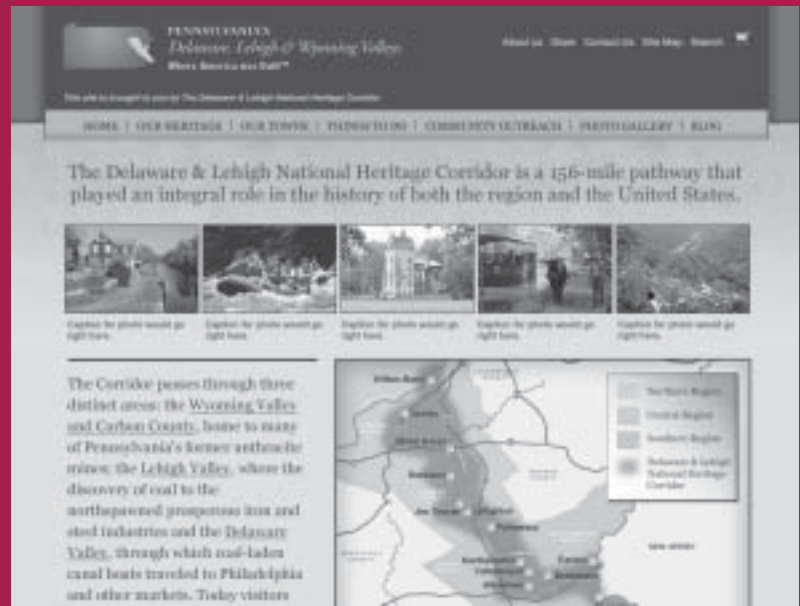 PENNSYLVANIA
Delaware, Lehigh & Wyoming Valleys
Where America was Built™
About us Store Contact Us Site Map Search
This site is brought to you by The Delaware & Lehigh National Heritage Corridor
HOME | OUR HERITAGE | OUR TOWNS | THINGS TO DO | COMMUNITY OUTREACH | PHOTO GALLERY | BLOG
The Delaware & Lehigh National Heritage Corridor is a 156-mile pathway that
played an integral role in the history of both the region and the United States.
Caption for photo would go
right here.
Caption for photo would go
right here.
Caption for photo would go
right here.
Caption for photo would go
right here.
Caption for photo would go
right here.
The Corridor passes through three
distinct areas: the Wyoming Valley
and Carbon County, home to many
of Pennsylvania's former anthracite
mines; the Lehigh Valley, where the
discovery of coal to the
northspawned prosperous iron and
steel industries and the Delaware
Valley, through which coal-laden
canal boats traveled to Philadelphia
and other markets. Today visitors
Northern Region
Central Region
Southern Region
Delaware & Lehigh
National Heritage
Corridor
Wilkes-Barre
Jim Thorpe
Lehighton
Palmerton
Northampton
Easton
Bethlehem
Allentown
NEW JERSEY